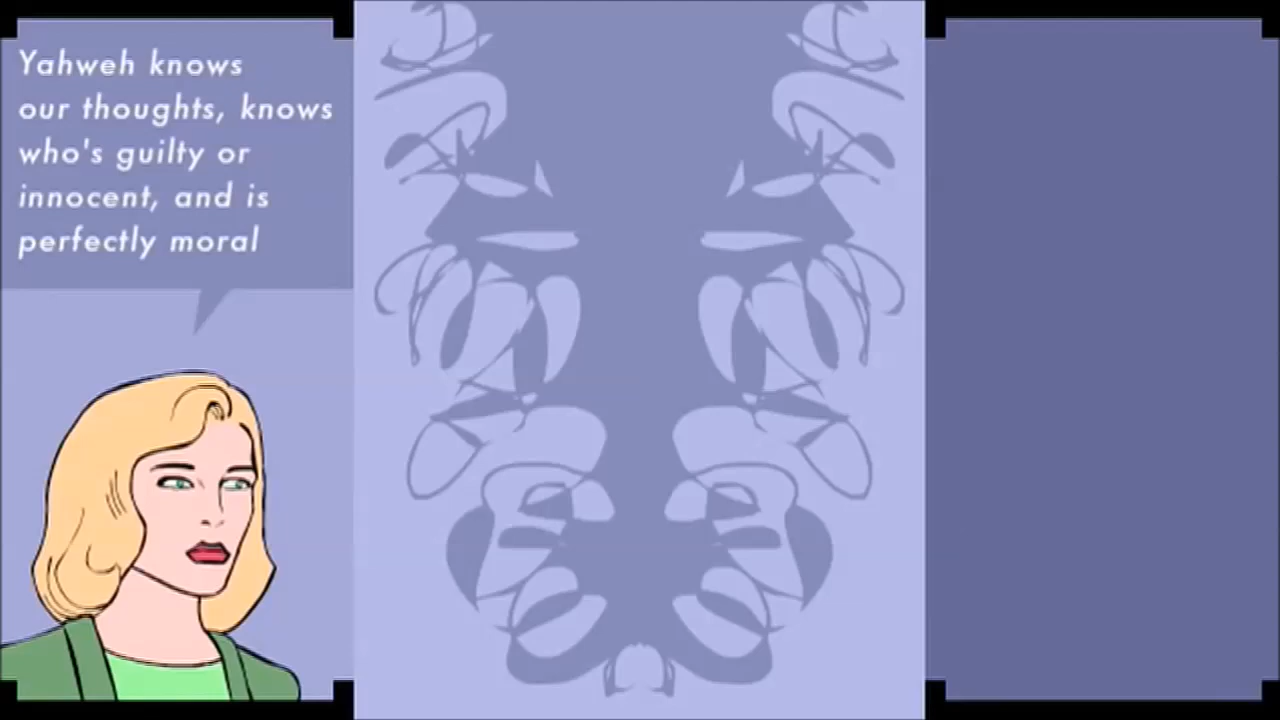 Yahweh knows
our thoughts, knows
who's guilty or
innocent, and is
perfectly moral